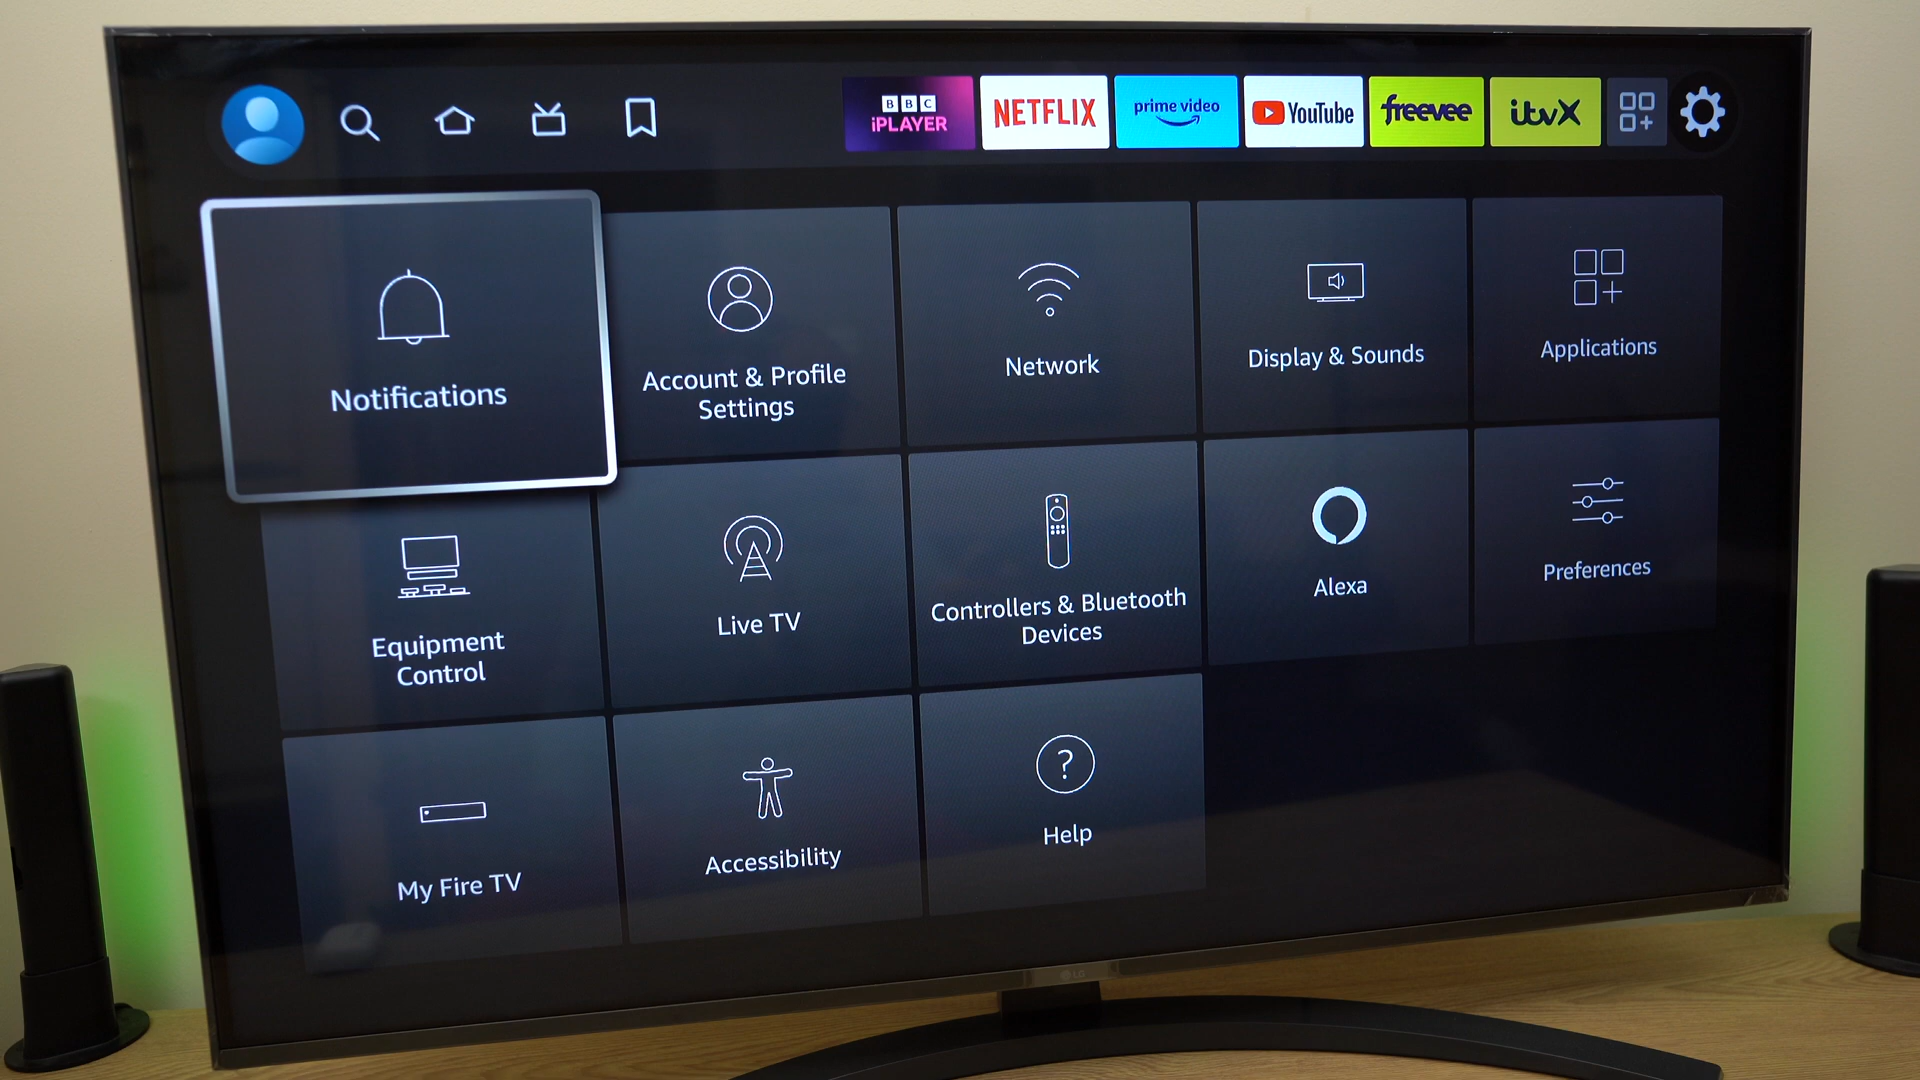 BBC
iPLAYER
NETFLIX
prime video
YouTube
freevee
itvX
Notifications
Account & Profile
Settings
Network
Display & Sounds
Applications
Equipment
Control
Live TV
Controllers & Bluetooth
Devices
Alexa
Preferences
My Fire TV
Accessibility
?
Help
LG